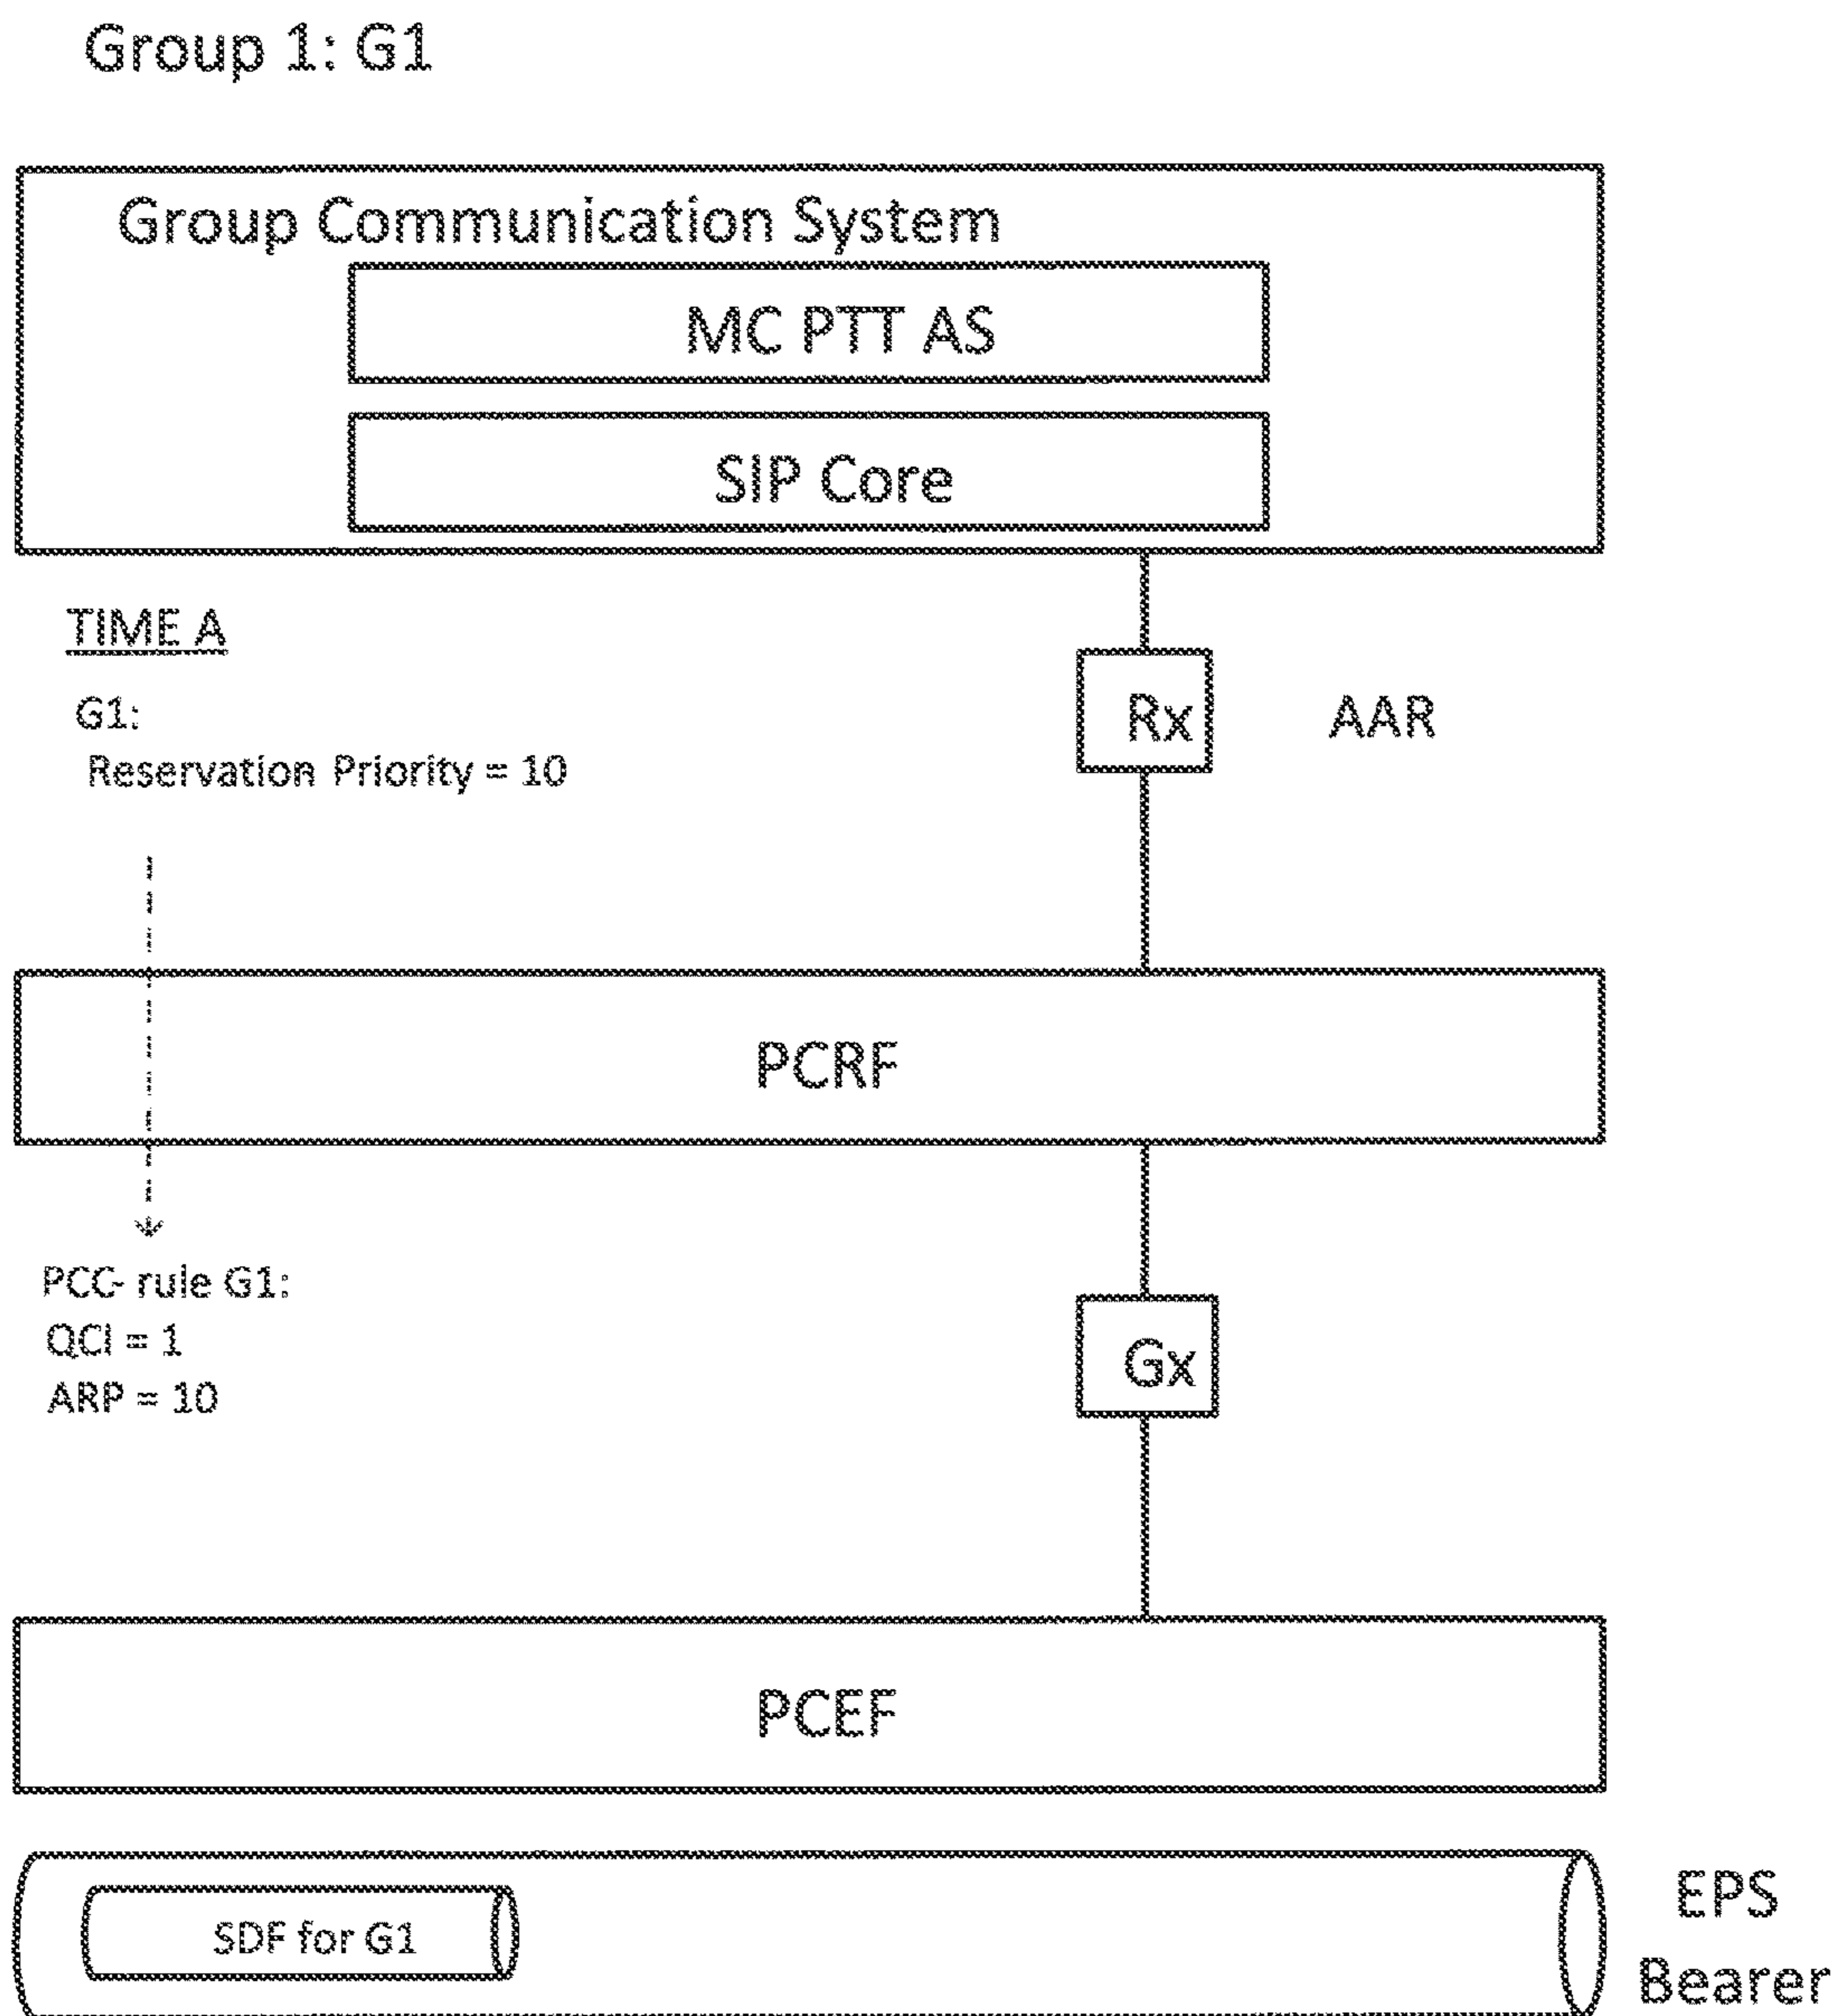 Group 1: G1
Group Communication System
MC PTT AS
SIP Core
TIME A
G1:
Reservation Priority = 10
Rx
AAR
PCRF
PCC- rule G1:
QCI = 1
ARP = 10
Gx
PCEF
SDF for G1
EPS
Bearer